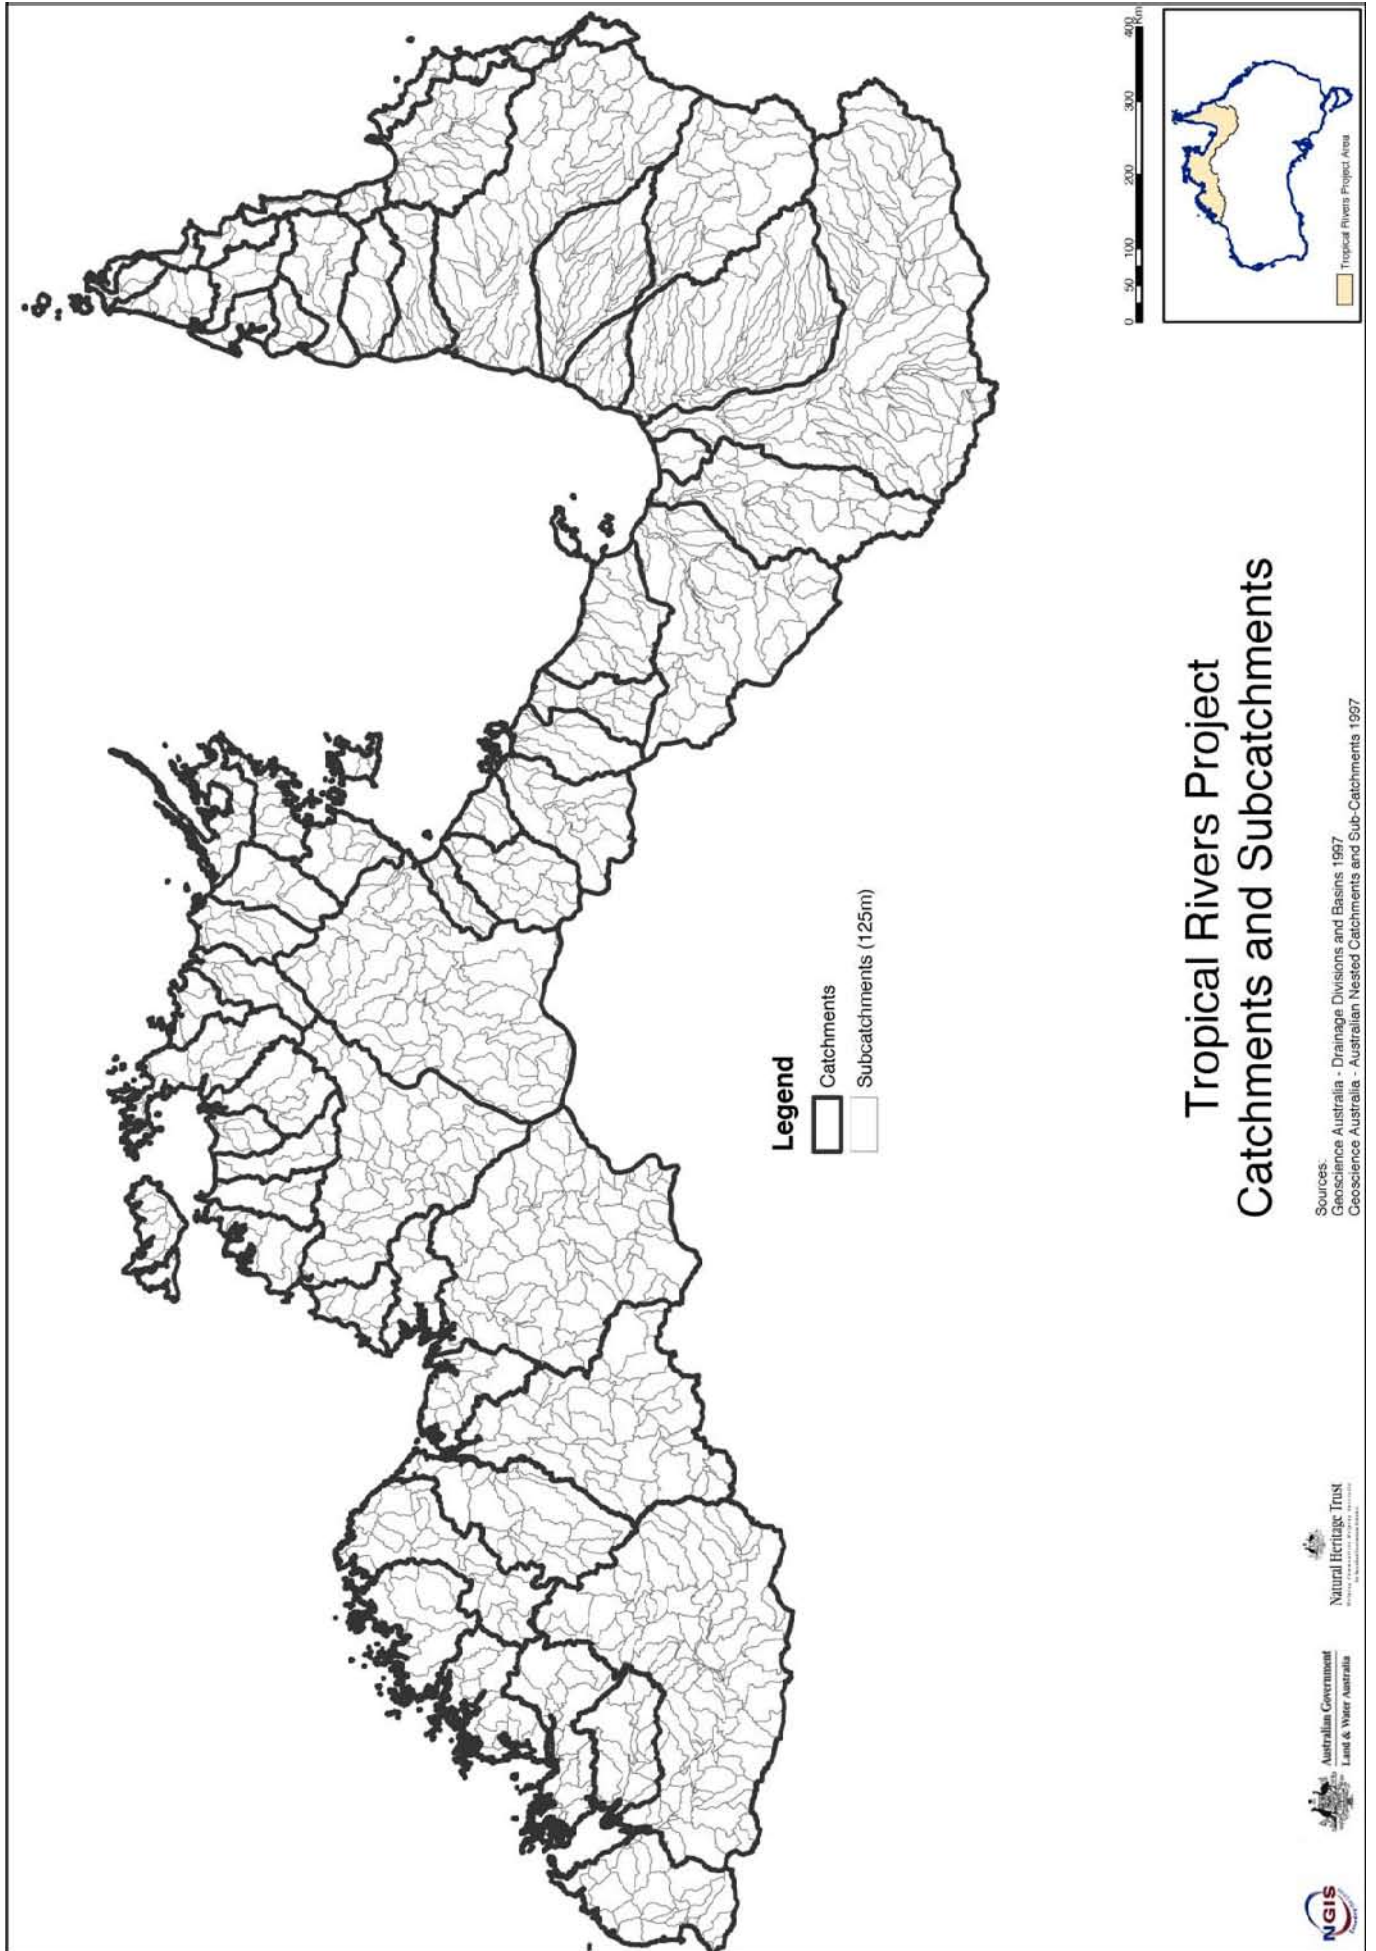 0 50 100 200 300 400
Km
Tropical Rivers Project Area
Legend
Catchments
Subcatchments (125m)
Tropical Rivers Project
Catchments and Subcatchments
Sources:
Geoscience Australia - Drainage Divisions and Basins 1997
Geoscience Australia - Australian Nested Catchments and Sub-Catchments 1997
NGIS
Australian Government
Land & Water Australia
Natural Heritage Trust